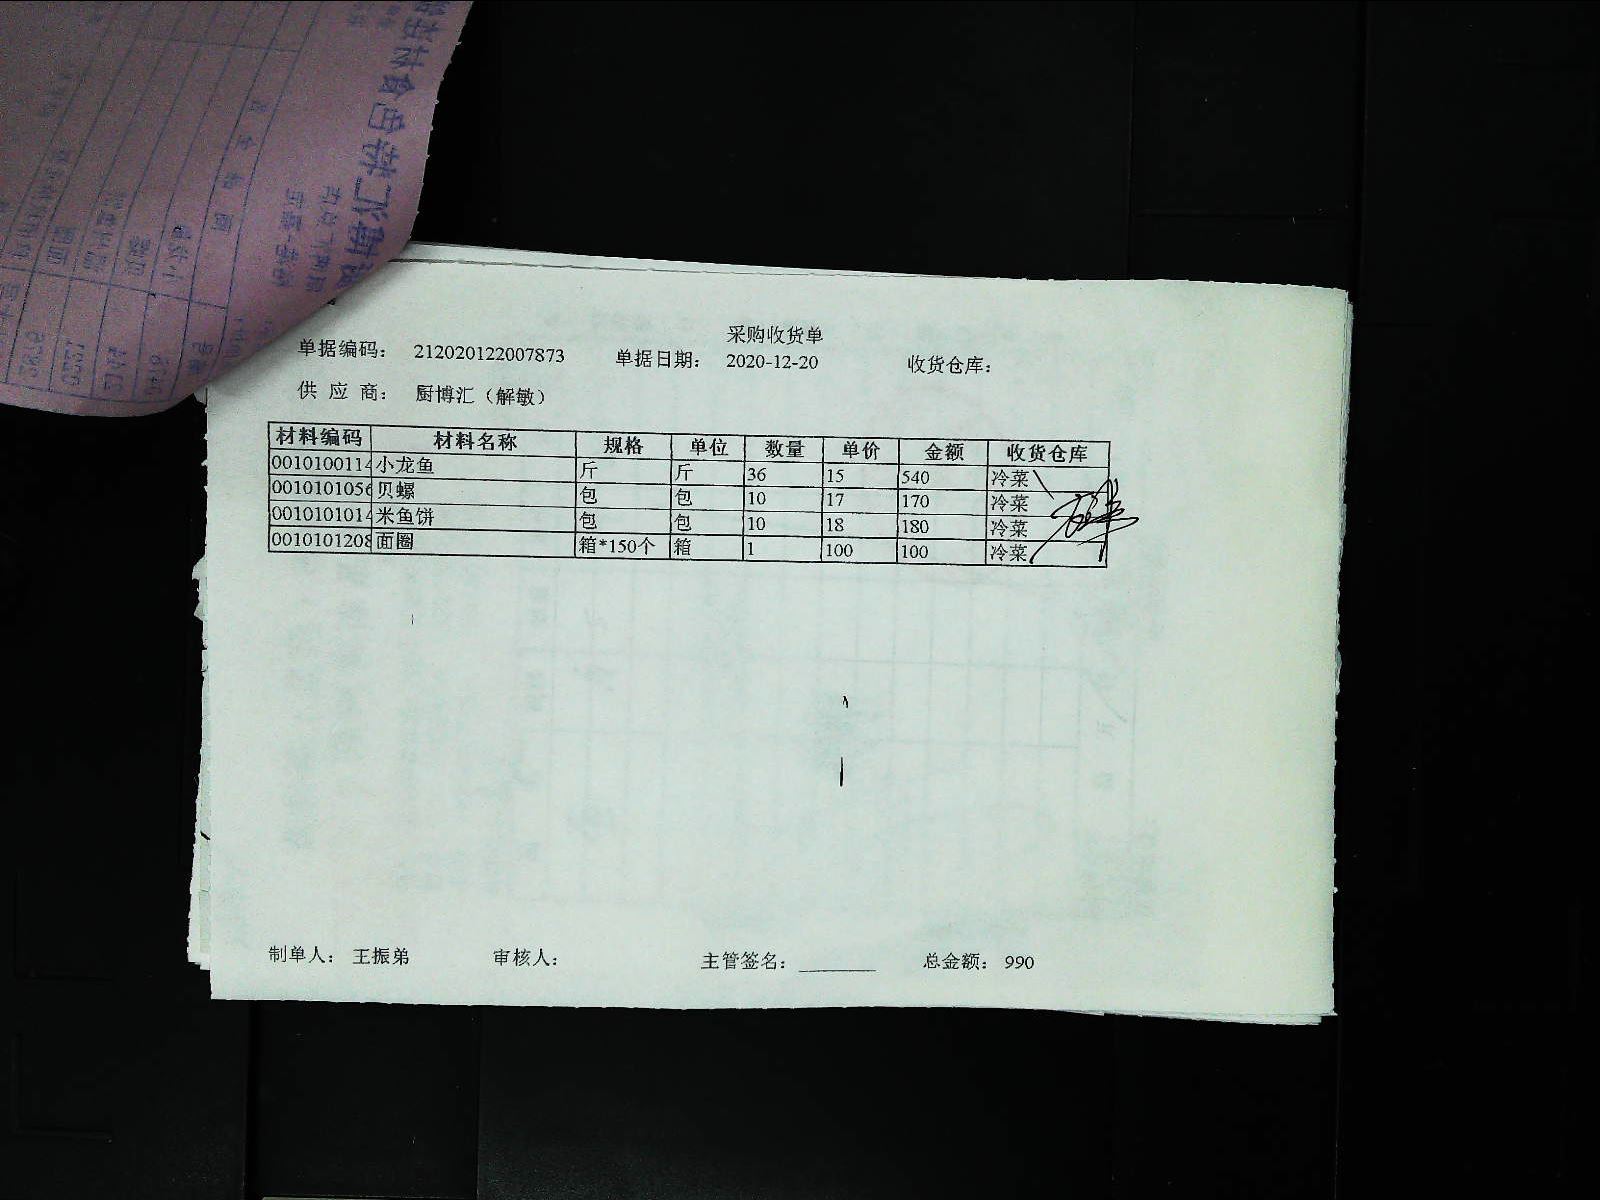 采购收货单
单据编码: 212020122007873 单据日期: 2020-12-20 收货仓库:
供 应 商: 厨博汇（解敏）
材料编码 材料名称 规格 单位 数量 单价 金额 收货仓库
0010100114 小龙鱼 斤 斤 36 15 540 冷菜
001010105 贝螺 包 包 10 17 170 冷菜
0010101014 米鱼饼 包 包 10 18 180 冷菜
001010120 面圈 箱*150个 箱 1 100 100 冷菜
制单人: 王振弟 审核人: 主管签名: ________ 总金额: 990